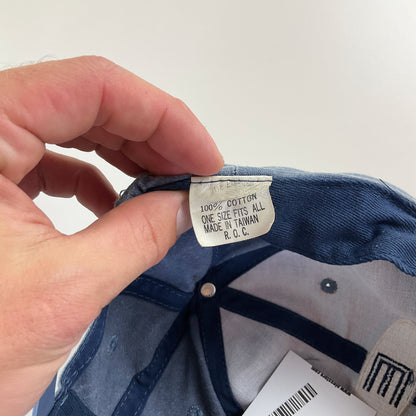 100% COTTON
ONE SIZE FITS ALL
MADE IN TAIWAN
R. O. C.